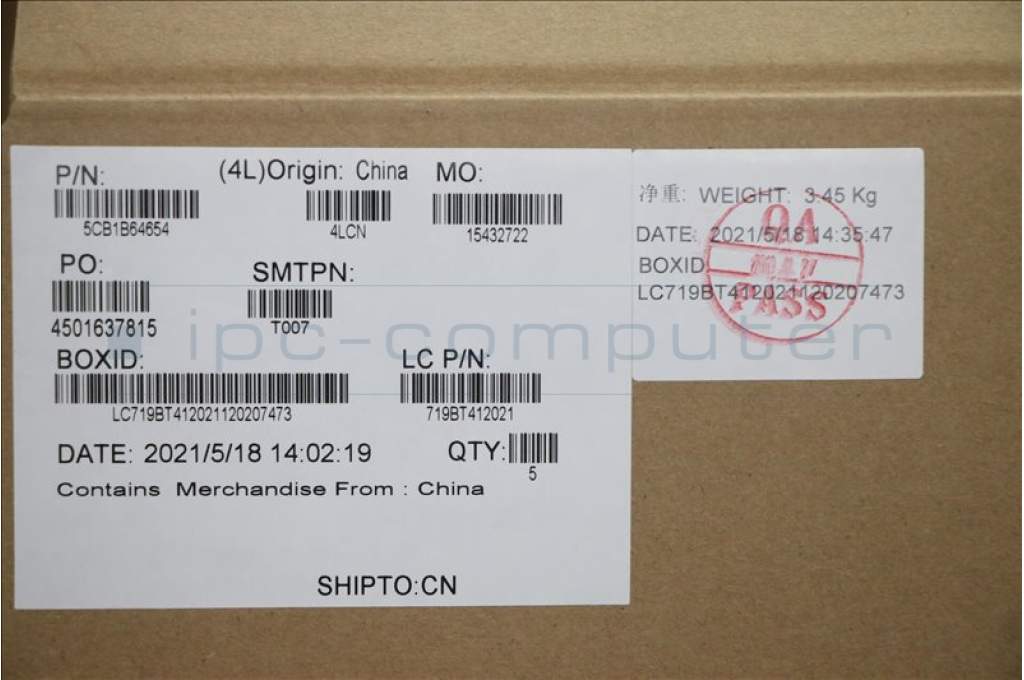 P/N: (4L)Origin: China MO:
5CB1B64654 4LCN 15432722
PO: SMTPN:
4501637815 T007
BOXID: LC P/N:
LC719BT412021120207473 719BT412021
DATE: 2021/5/18 14:02:19 QTY:
5
Contains Merchandise From : China
SHIPTO:CN
净重: WEIGHT: 3.45 Kg
DATE: 2021/5/18 14:35:47
BOXID
LC719BT412021120207473
QA
PASS
ipc-computer